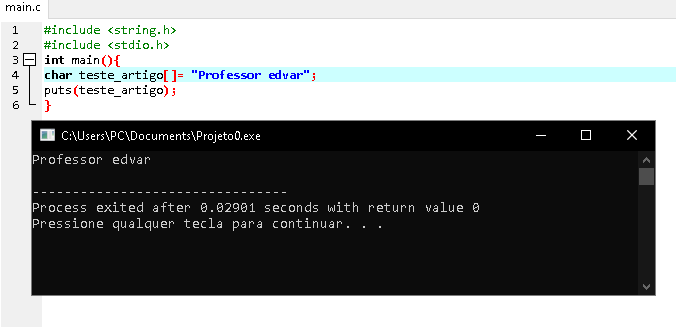 main.c
1 #include <string.h>
2 #include <stdio.h>
3 int main(){
4 char teste_artigo[]= "Professor edvar";
5 puts(teste_artigo);
6 }
C:\Users\PC\Documents\Projeto0.exe
Professor edvar
--------------------------------
Process exited after 0.02901 seconds with return value 0
Pressione qualquer tecla para continuar. . .